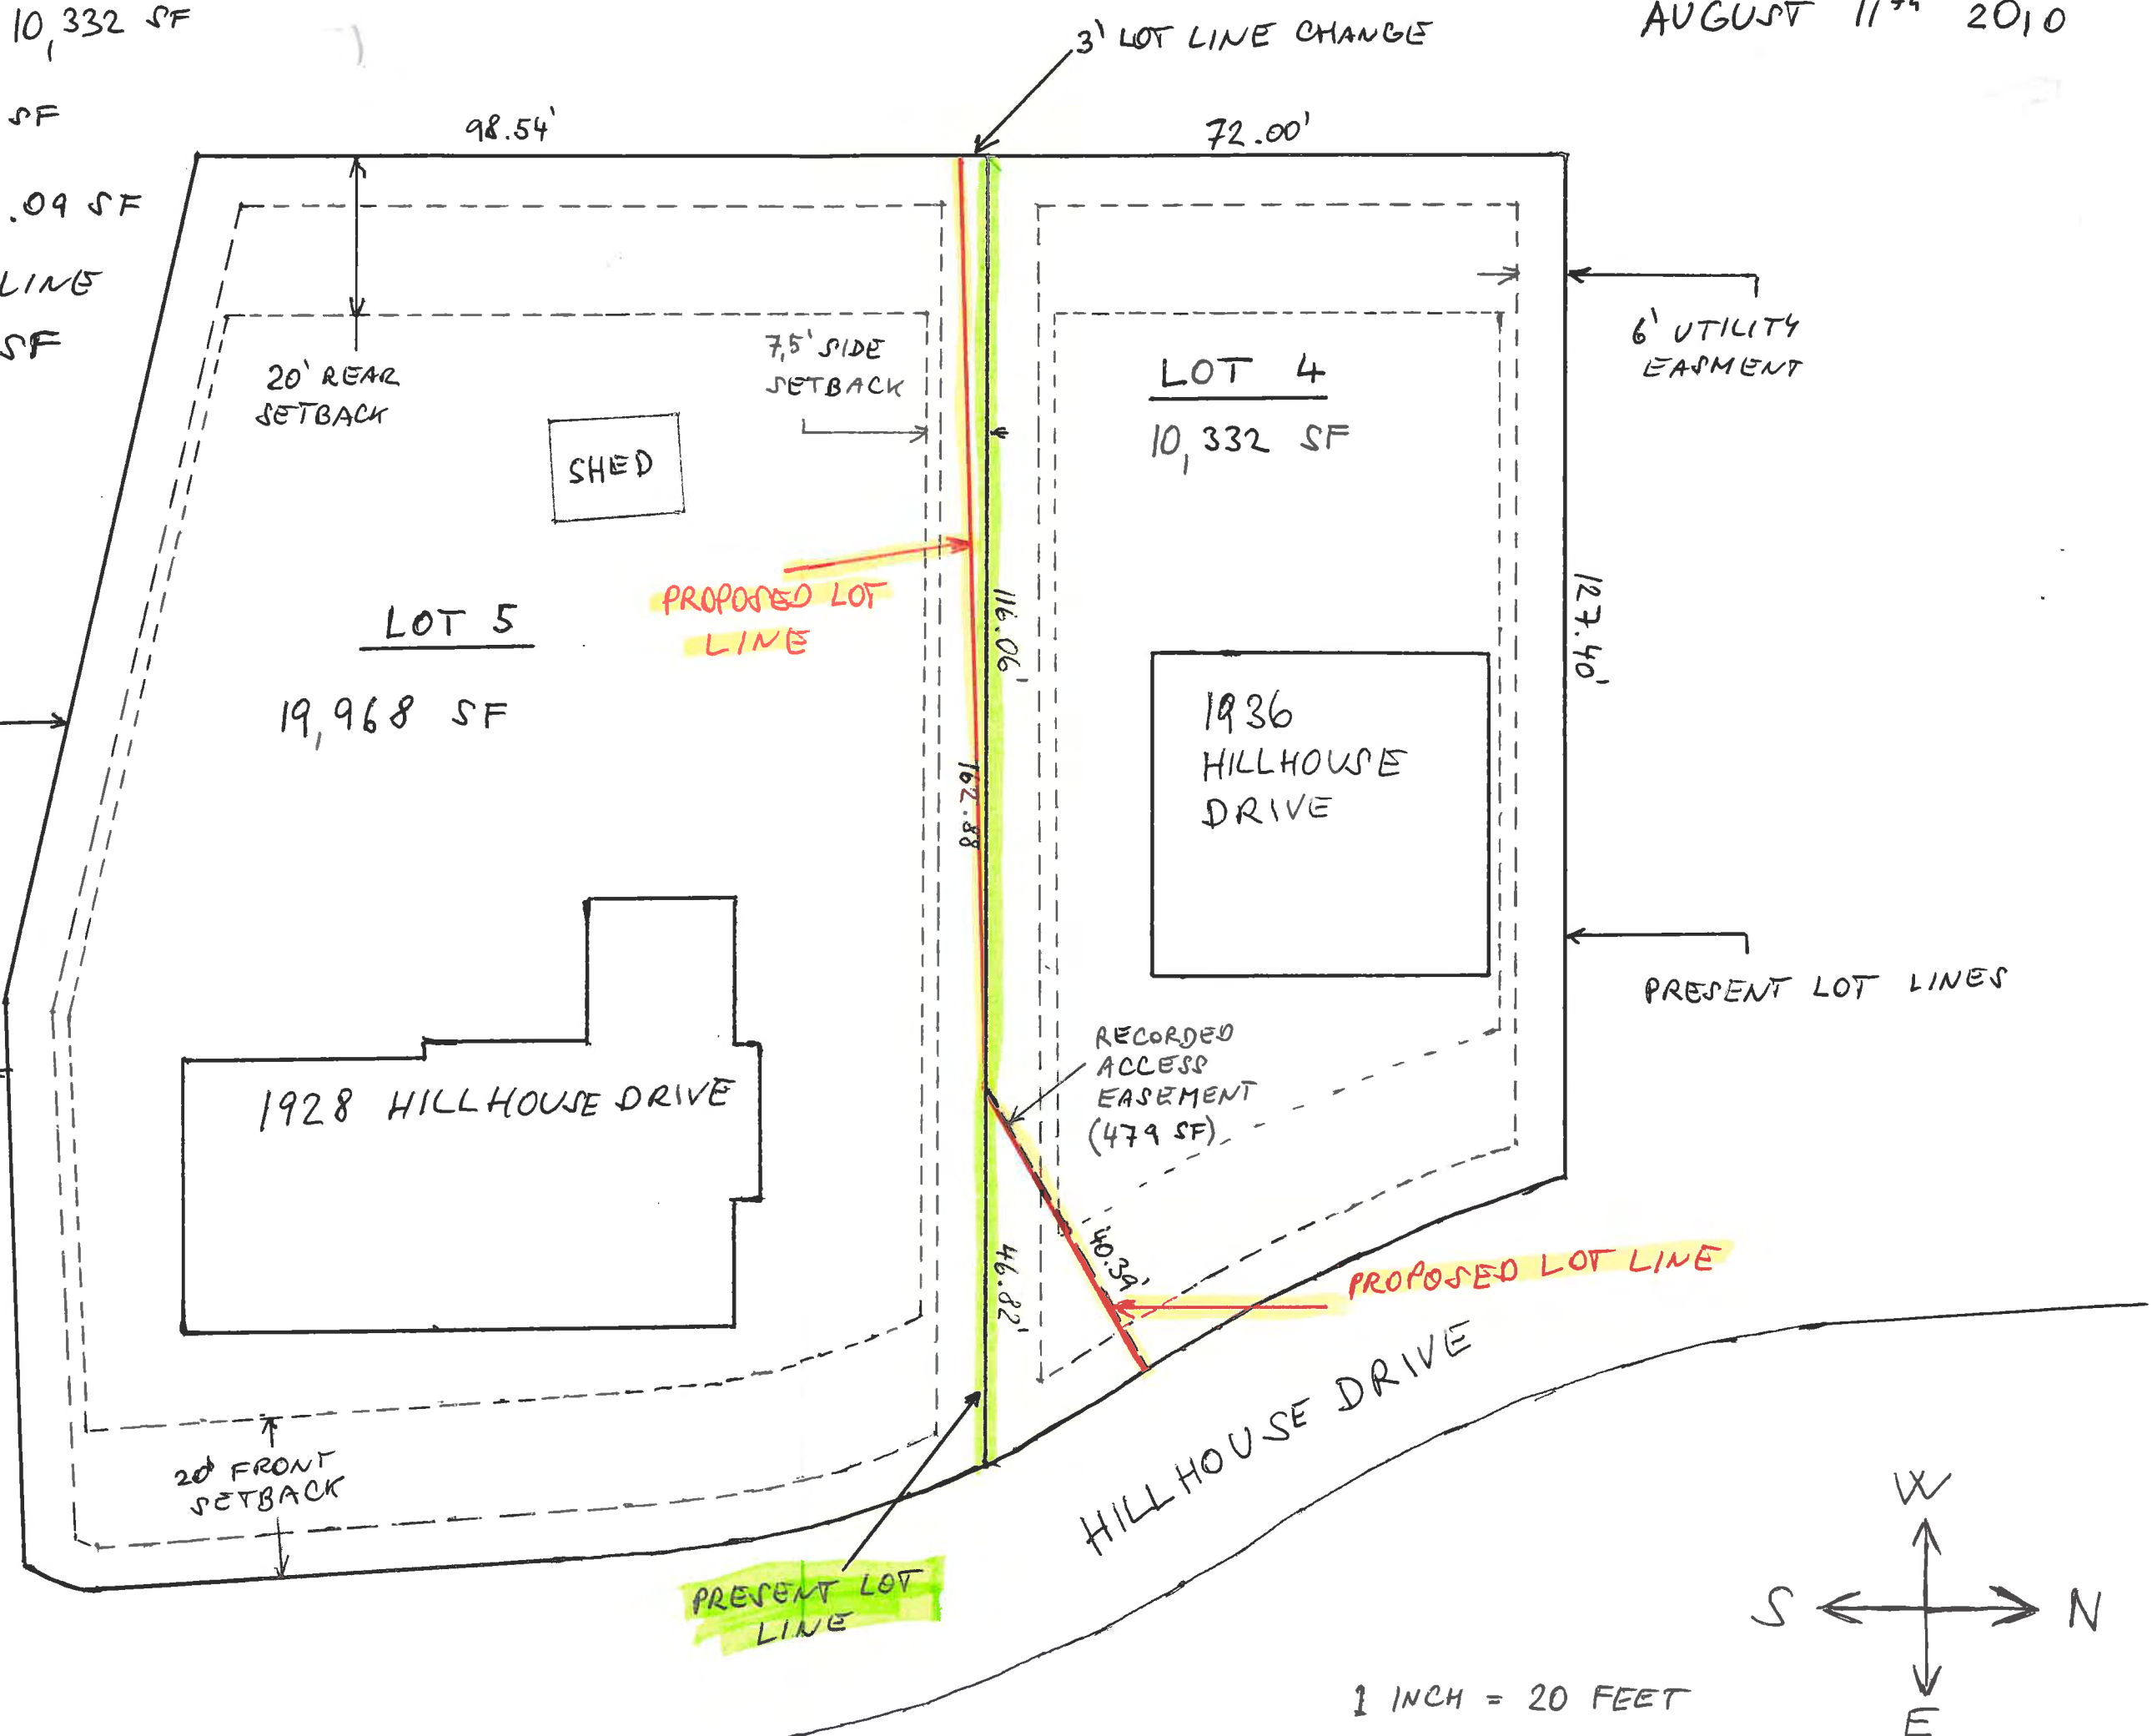 10,332 SF
3' LOT LINE CHANGE
AUGUST 11TH 2010
SF
98.54'
72.00'
.09 SF
LINE
SF
20' REAR
SETBACK
7,5' SIDE
SETBACK
LOT 4
10,332 SF
6' UTILITY
EASMENT
SHED
PROPOSED LOT
LINE
116.06'
127.40'
LOT 5
19,968 SF
162.88
1936
HILLHOUSE
DRIVE
PRESENT LOT LINES
RECORDED
ACCESS
EASEMENT
(479 SF)
1928 HILLHOUSE DRIVE
40.39'
46.82'
PROPOSED LOT LINE
HILLHOUSE DRIVE
20' FRONT
SETBACK
PRESENT LOT
LINE
W
S
N
E
1 INCH = 20 FEET